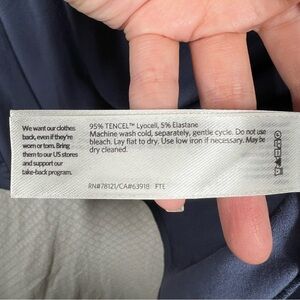 We want our clothes
back, even if they're
worn or torn. Bring
them to our US stores
and support our
take-back program.
95% TENCEL™ Lyocell, 5% Elastane
Machine wash cold, separately, gentle cycle. Do not use
bleach. Lay flat to dry. Use low iron if necessary. May be
dry cleaned.
RN#78121/CA#63918 FTE